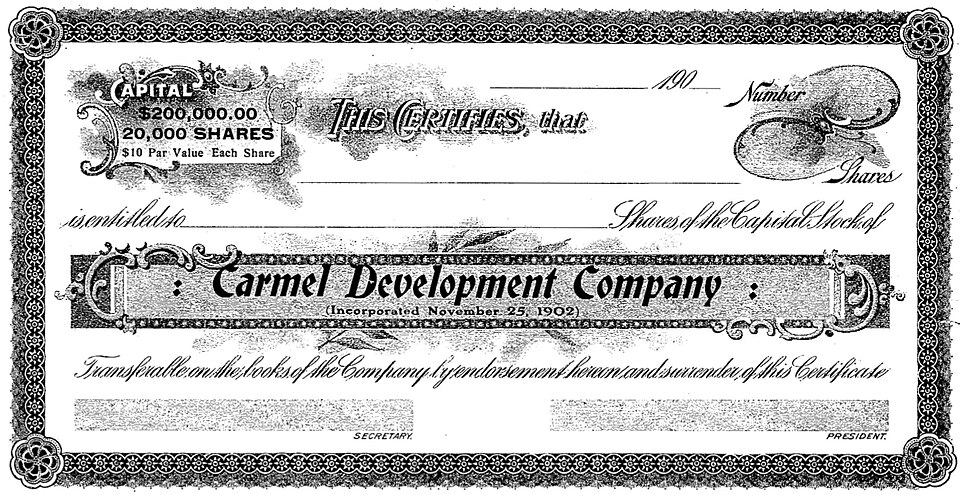 CAPITAL
$200,000.00
20,000 SHARES
$10 Par Value Each Share
190
Number
THIS CERTIFIES, that
Shares
is entitled to Shares of the Capital Stock of
: Carmel Development Company :
(Incorporated November 25, 1902)
Transferable on the books of the Company by endorsement hereon and surrender of this Certificate
SECRETARY. PRESIDENT.